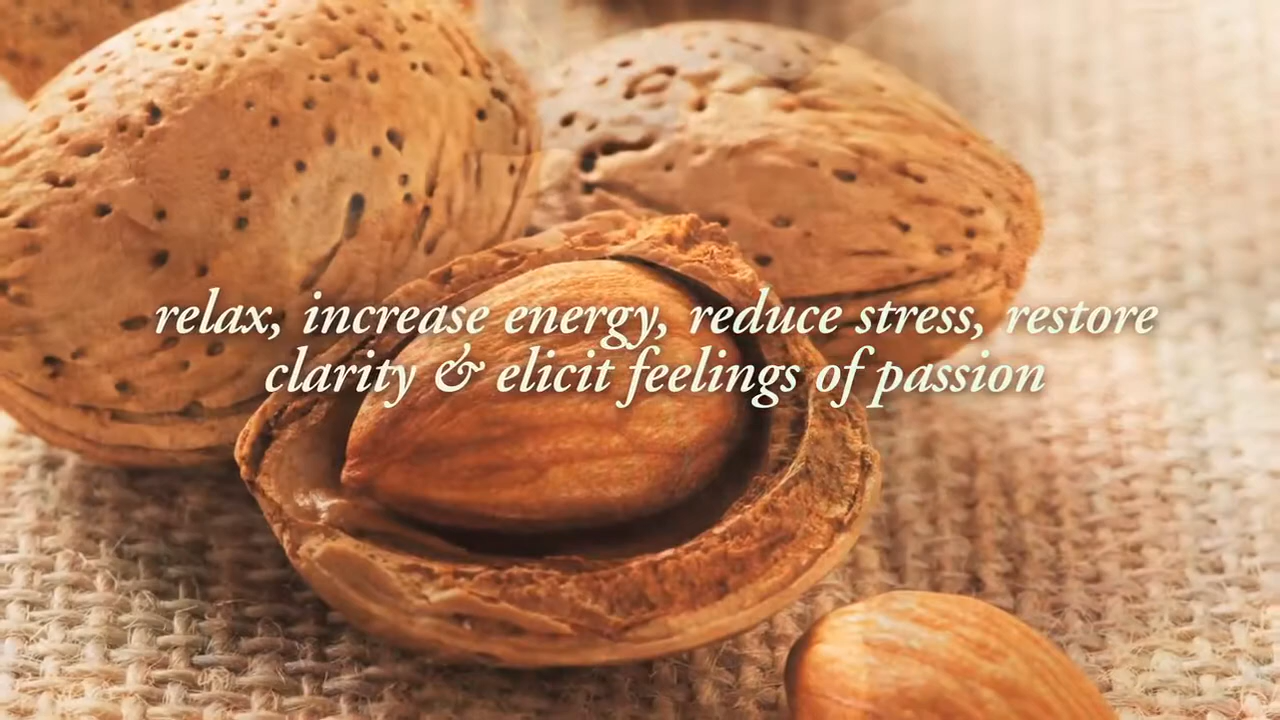 relax, increase energy, reduce stress, restore
clarity & elicit feelings of passion